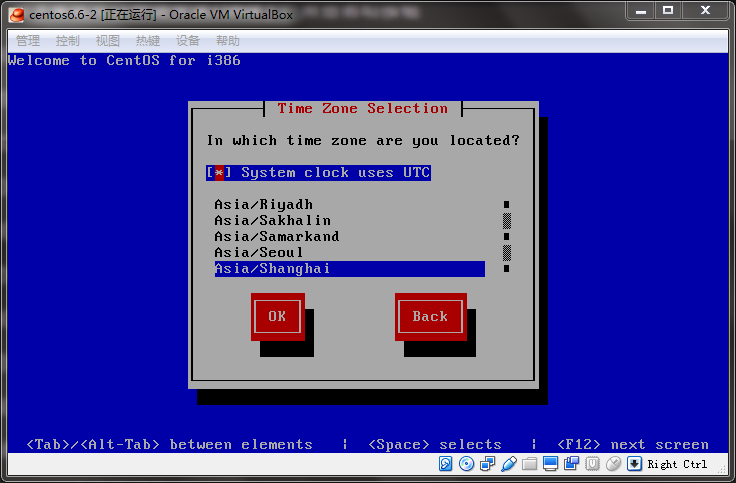 centos6.6-2 [正在运行] - Oracle VM VirtualBox
管理 控制 视图 热键 设备 帮助
Welcome to CentOS for i386
Time Zone Selection
In which time zone are you located?
[*] System clock uses UTC
Asia/Riyadh
Asia/Sakhalin
Asia/Samarkand
Asia/Seoul
Asia/Shanghai
OK Back
<Tab>/<Alt-Tab> between elements | <Space> selects | <F12> next screen
Right Ctrl